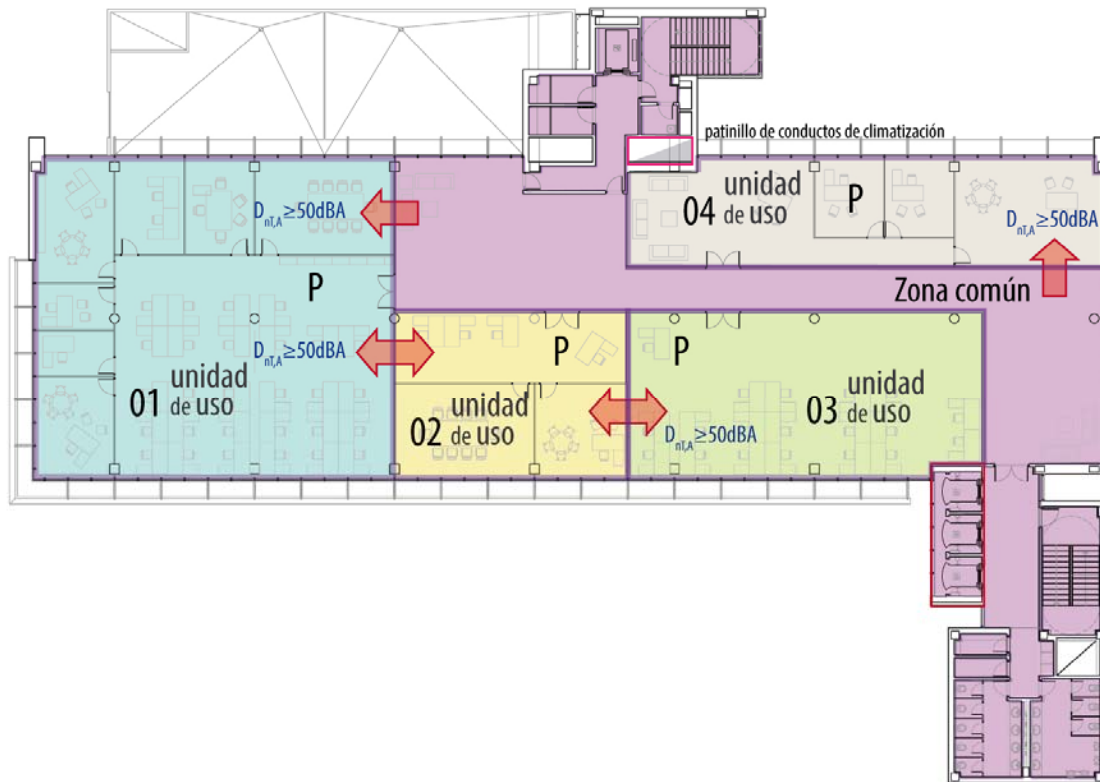 patinillo de conductos de climatización
unidad
04 de uso
P
DnT,A ≥50dBA
DnT,A ≥50dBA
Zona común
P
DnT,A ≥50dBA
unidad
01 de uso
P
unidad
02 de uso
P
DnT,A ≥50dBA
unidad
03 de uso